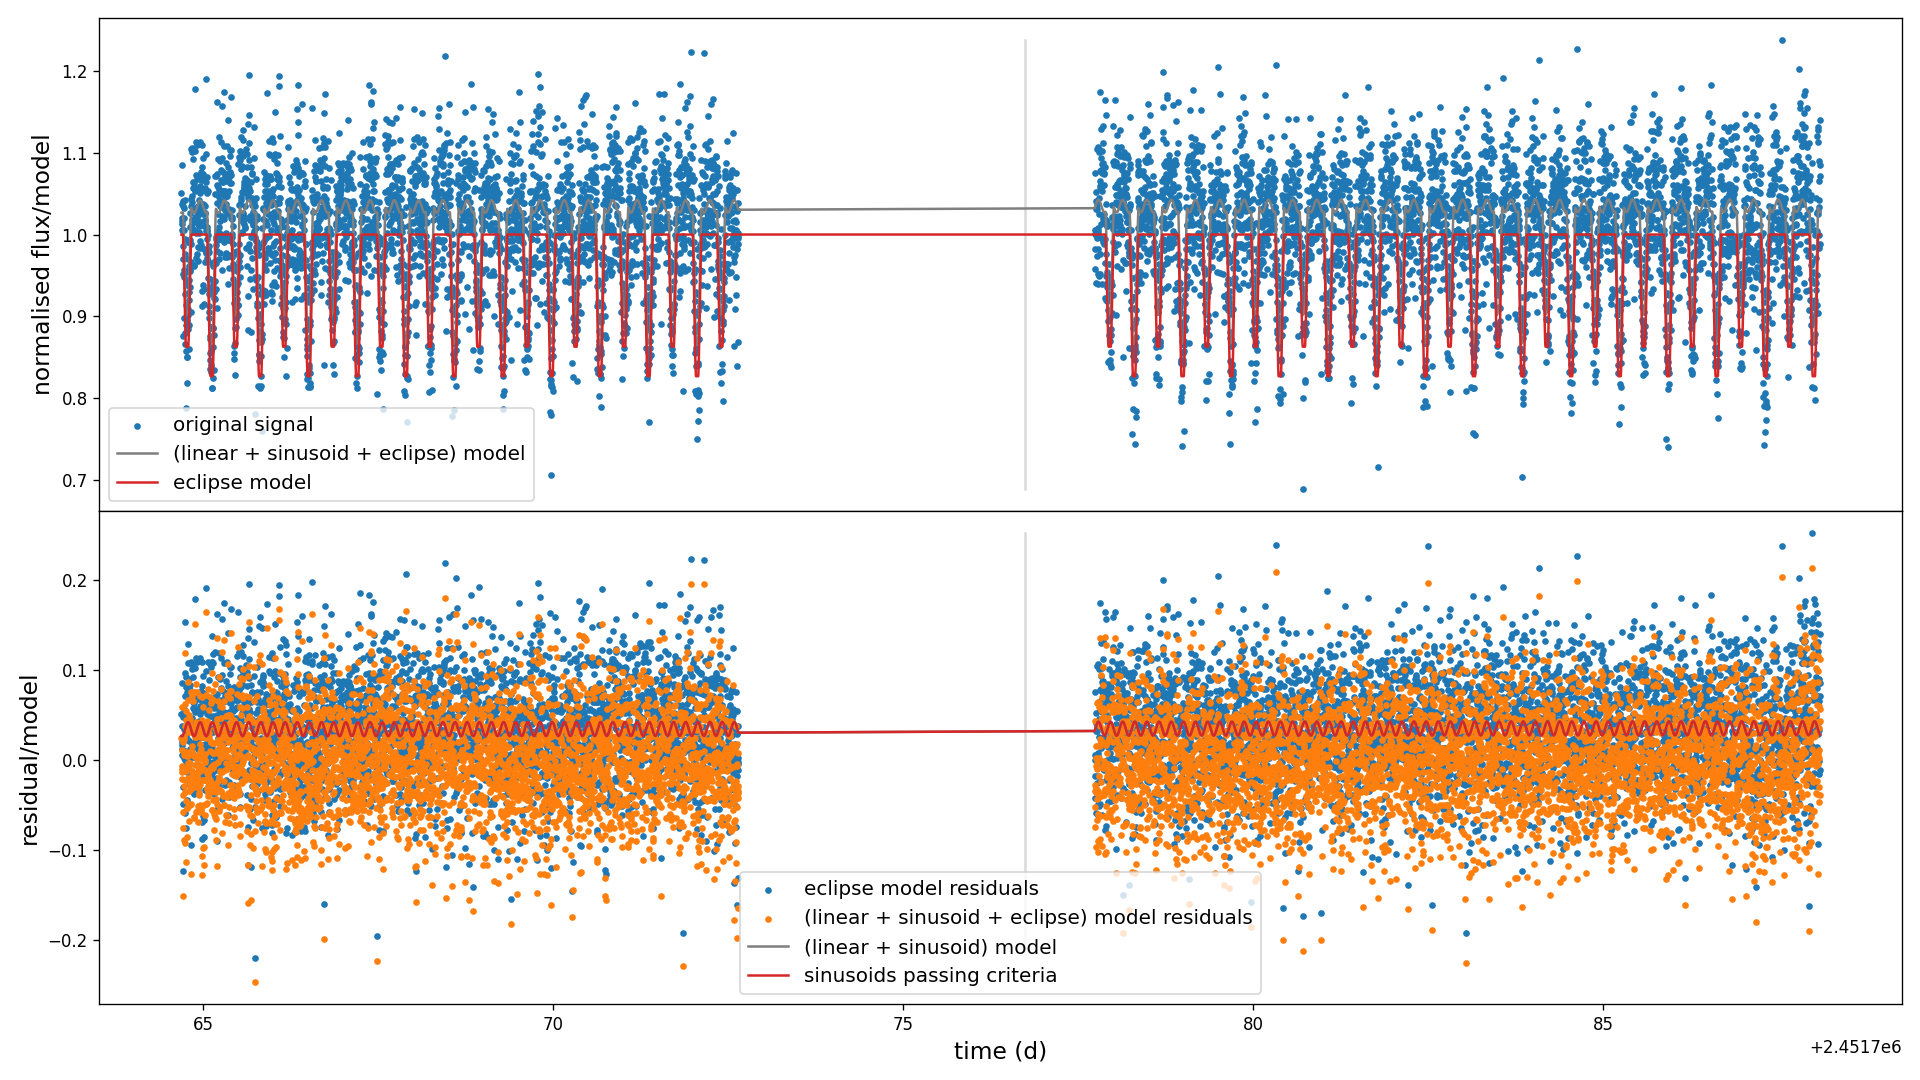 normalised flux/model
1.2
1.1
1.0
0.9
0.8
0.7
original signal
(linear + sinusoid + eclipse) model
eclipse model
residual/model
0.2
0.1
0.0
−0.1
−0.2
eclipse model residuals
(linear + sinusoid + eclipse) model residuals
(linear + sinusoid) model
sinusoids passing criteria
65 70 75 80 85
time (d)
+2.4517e6